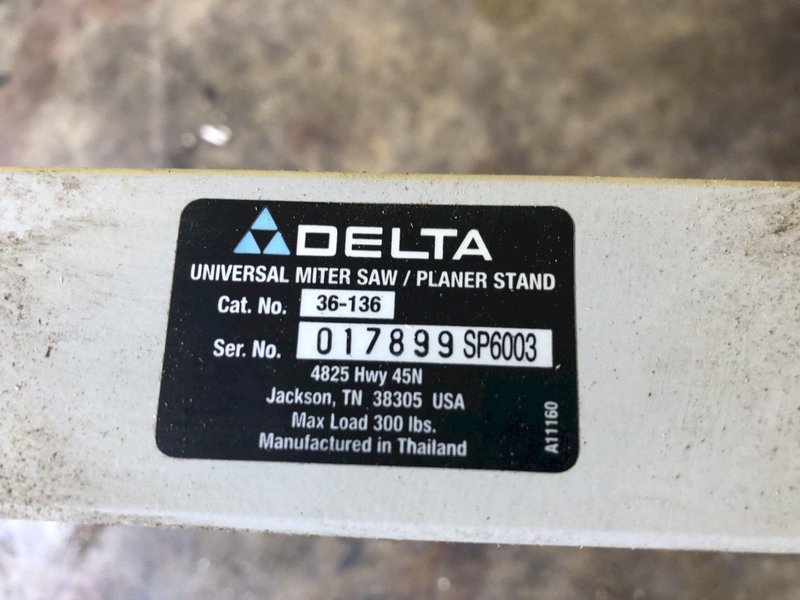 DELTA
UNIVERSAL MITER SAW / PLANER STAND
Cat. No. 36-136
Ser. No. 017899 SP6003
4825 Hwy 45N
Jackson, TN 38305 USA
Max Load 300 lbs.
Manufactured in Thailand
A11160